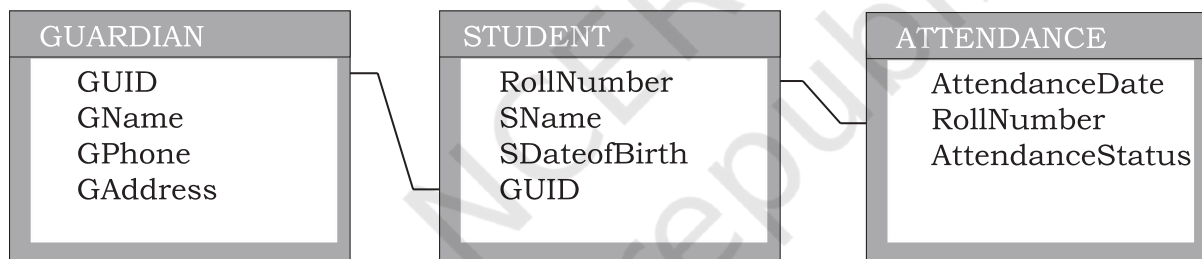 GUARDIAN
GUID
GName
GPhone
GAddress
STUDENT
RollNumber
SName
SDateofBirth
GUID
ATTENDANCE
AttendanceDate
RollNumber
AttendanceStatus